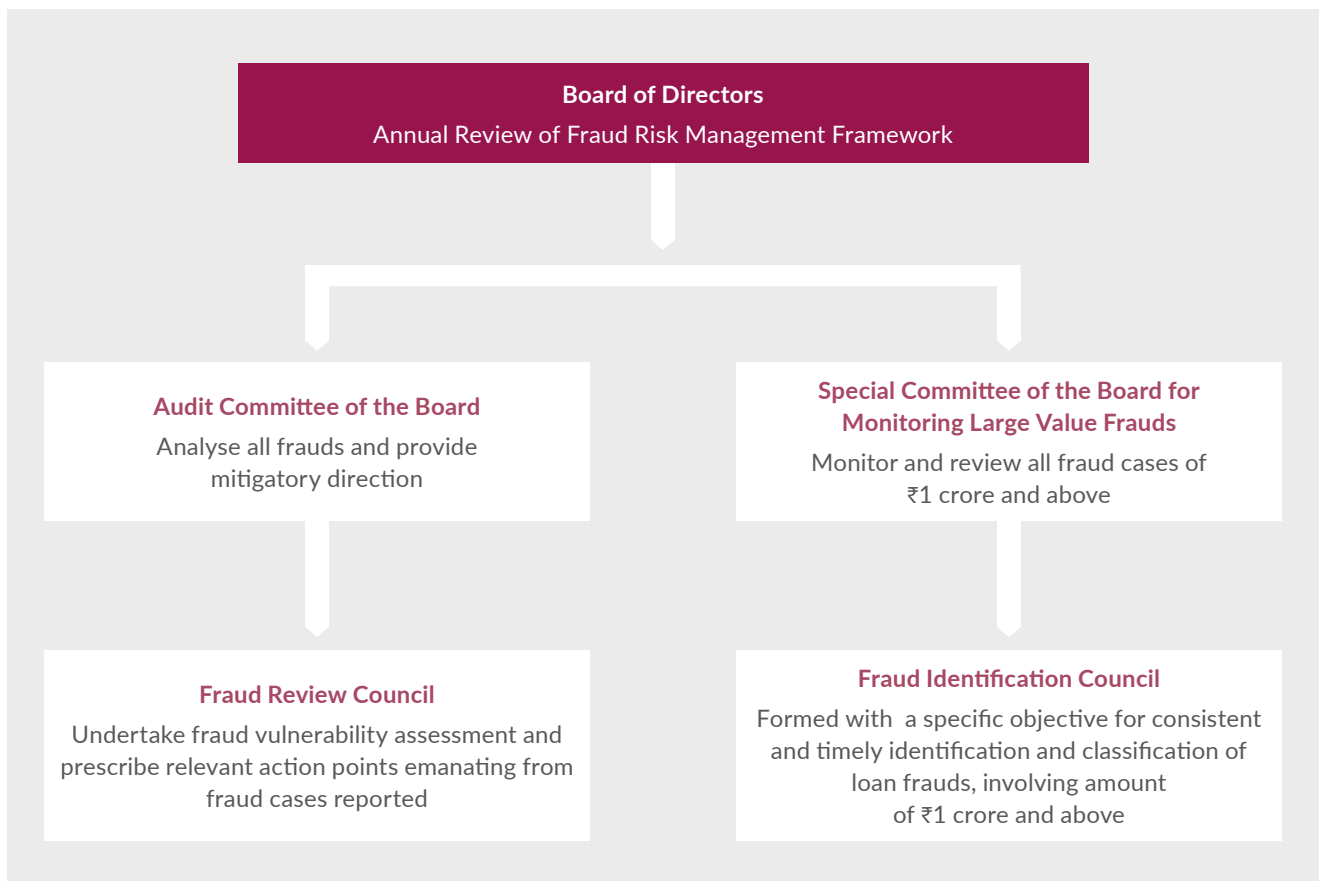 Board of Directors
Annual Review of Fraud Risk Management Framework
Audit Committee of the Board
Analyse all frauds and provide
mitigatory direction
Special Committee of the Board for
Monitoring Large Value Frauds
Monitor and review all fraud cases of
₹1 crore and above
Fraud Review Council
Undertake fraud vulnerability assessment and
prescribe relevant action points emanating from
fraud cases reported
Fraud Identification Council
Formed with  a specific objective for consistent
and timely identification and classification of
loan frauds, involving amount
of ₹1 crore and above